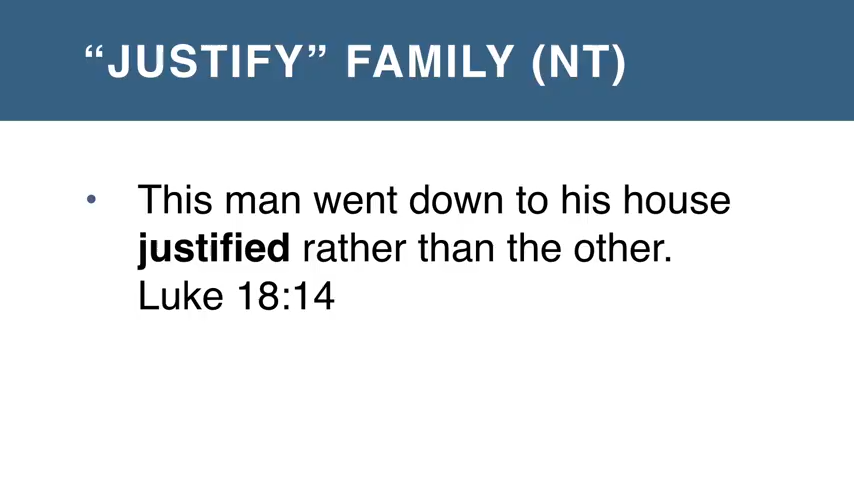 “JUSTIFY” FAMILY (NT)
• This man went down to his house
justified rather than the other.
Luke 18:14